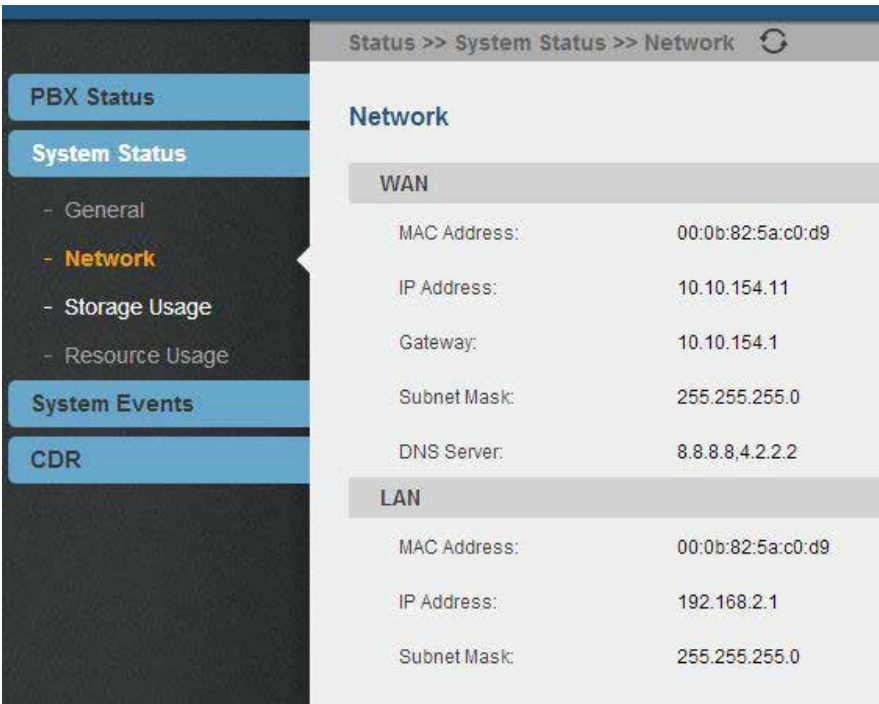 Status >> System Status >> Network
PBX Status
System Status
- General
- Network
- Storage Usage
- Resource Usage
System Events
CDR
Network
WAN
MAC Address: 00:0b:82:5a:c0:d9
IP Address: 10.10.154.11
Gateway: 10.10.154.1
Subnet Mask: 255.255.255.0
DNS Server: 8.8.8.8,4.2.2.2
LAN
MAC Address: 00:0b:82:5a:c0:d9
IP Address: 192.168.2.1
Subnet Mask: 255.255.255.0